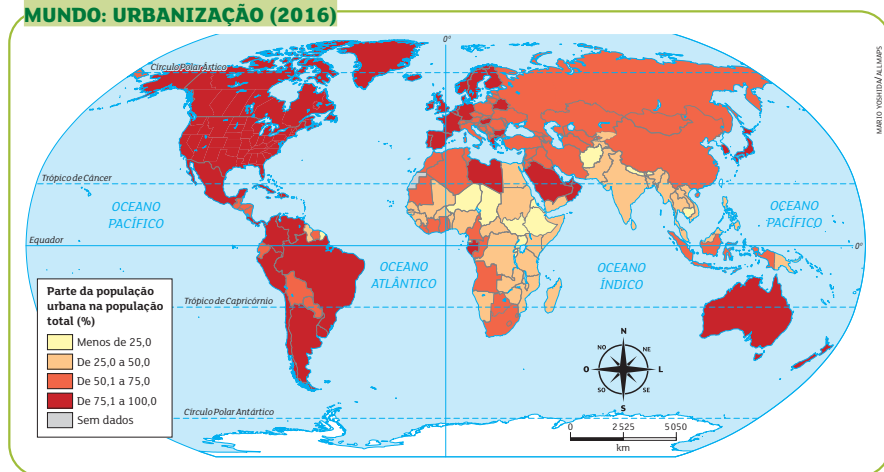 MUNDO: URBANIZAÇÃO (2016)
0°
Círculo Polar Ártico
MARIO YOSHIDA/ALLMAPS
Trópico de Câncer
OCEANO
PACÍFICO
OCEANO
PACÍFICO
Equador
0°
OCEANO
ATLÂNTICO
OCEANO
ÍNDICO
Trópico de Capricórnio
Parte da população
urbana na população
total (%)
Menos de 25,0
De 25,0 a 50,0
De 50,1 a 75,0
De 75,1 a 100,0
Sem dados
N
NO
NE
O
L
SO
SE
S
Círculo Polar Antártico
0 2 525 5 050
km